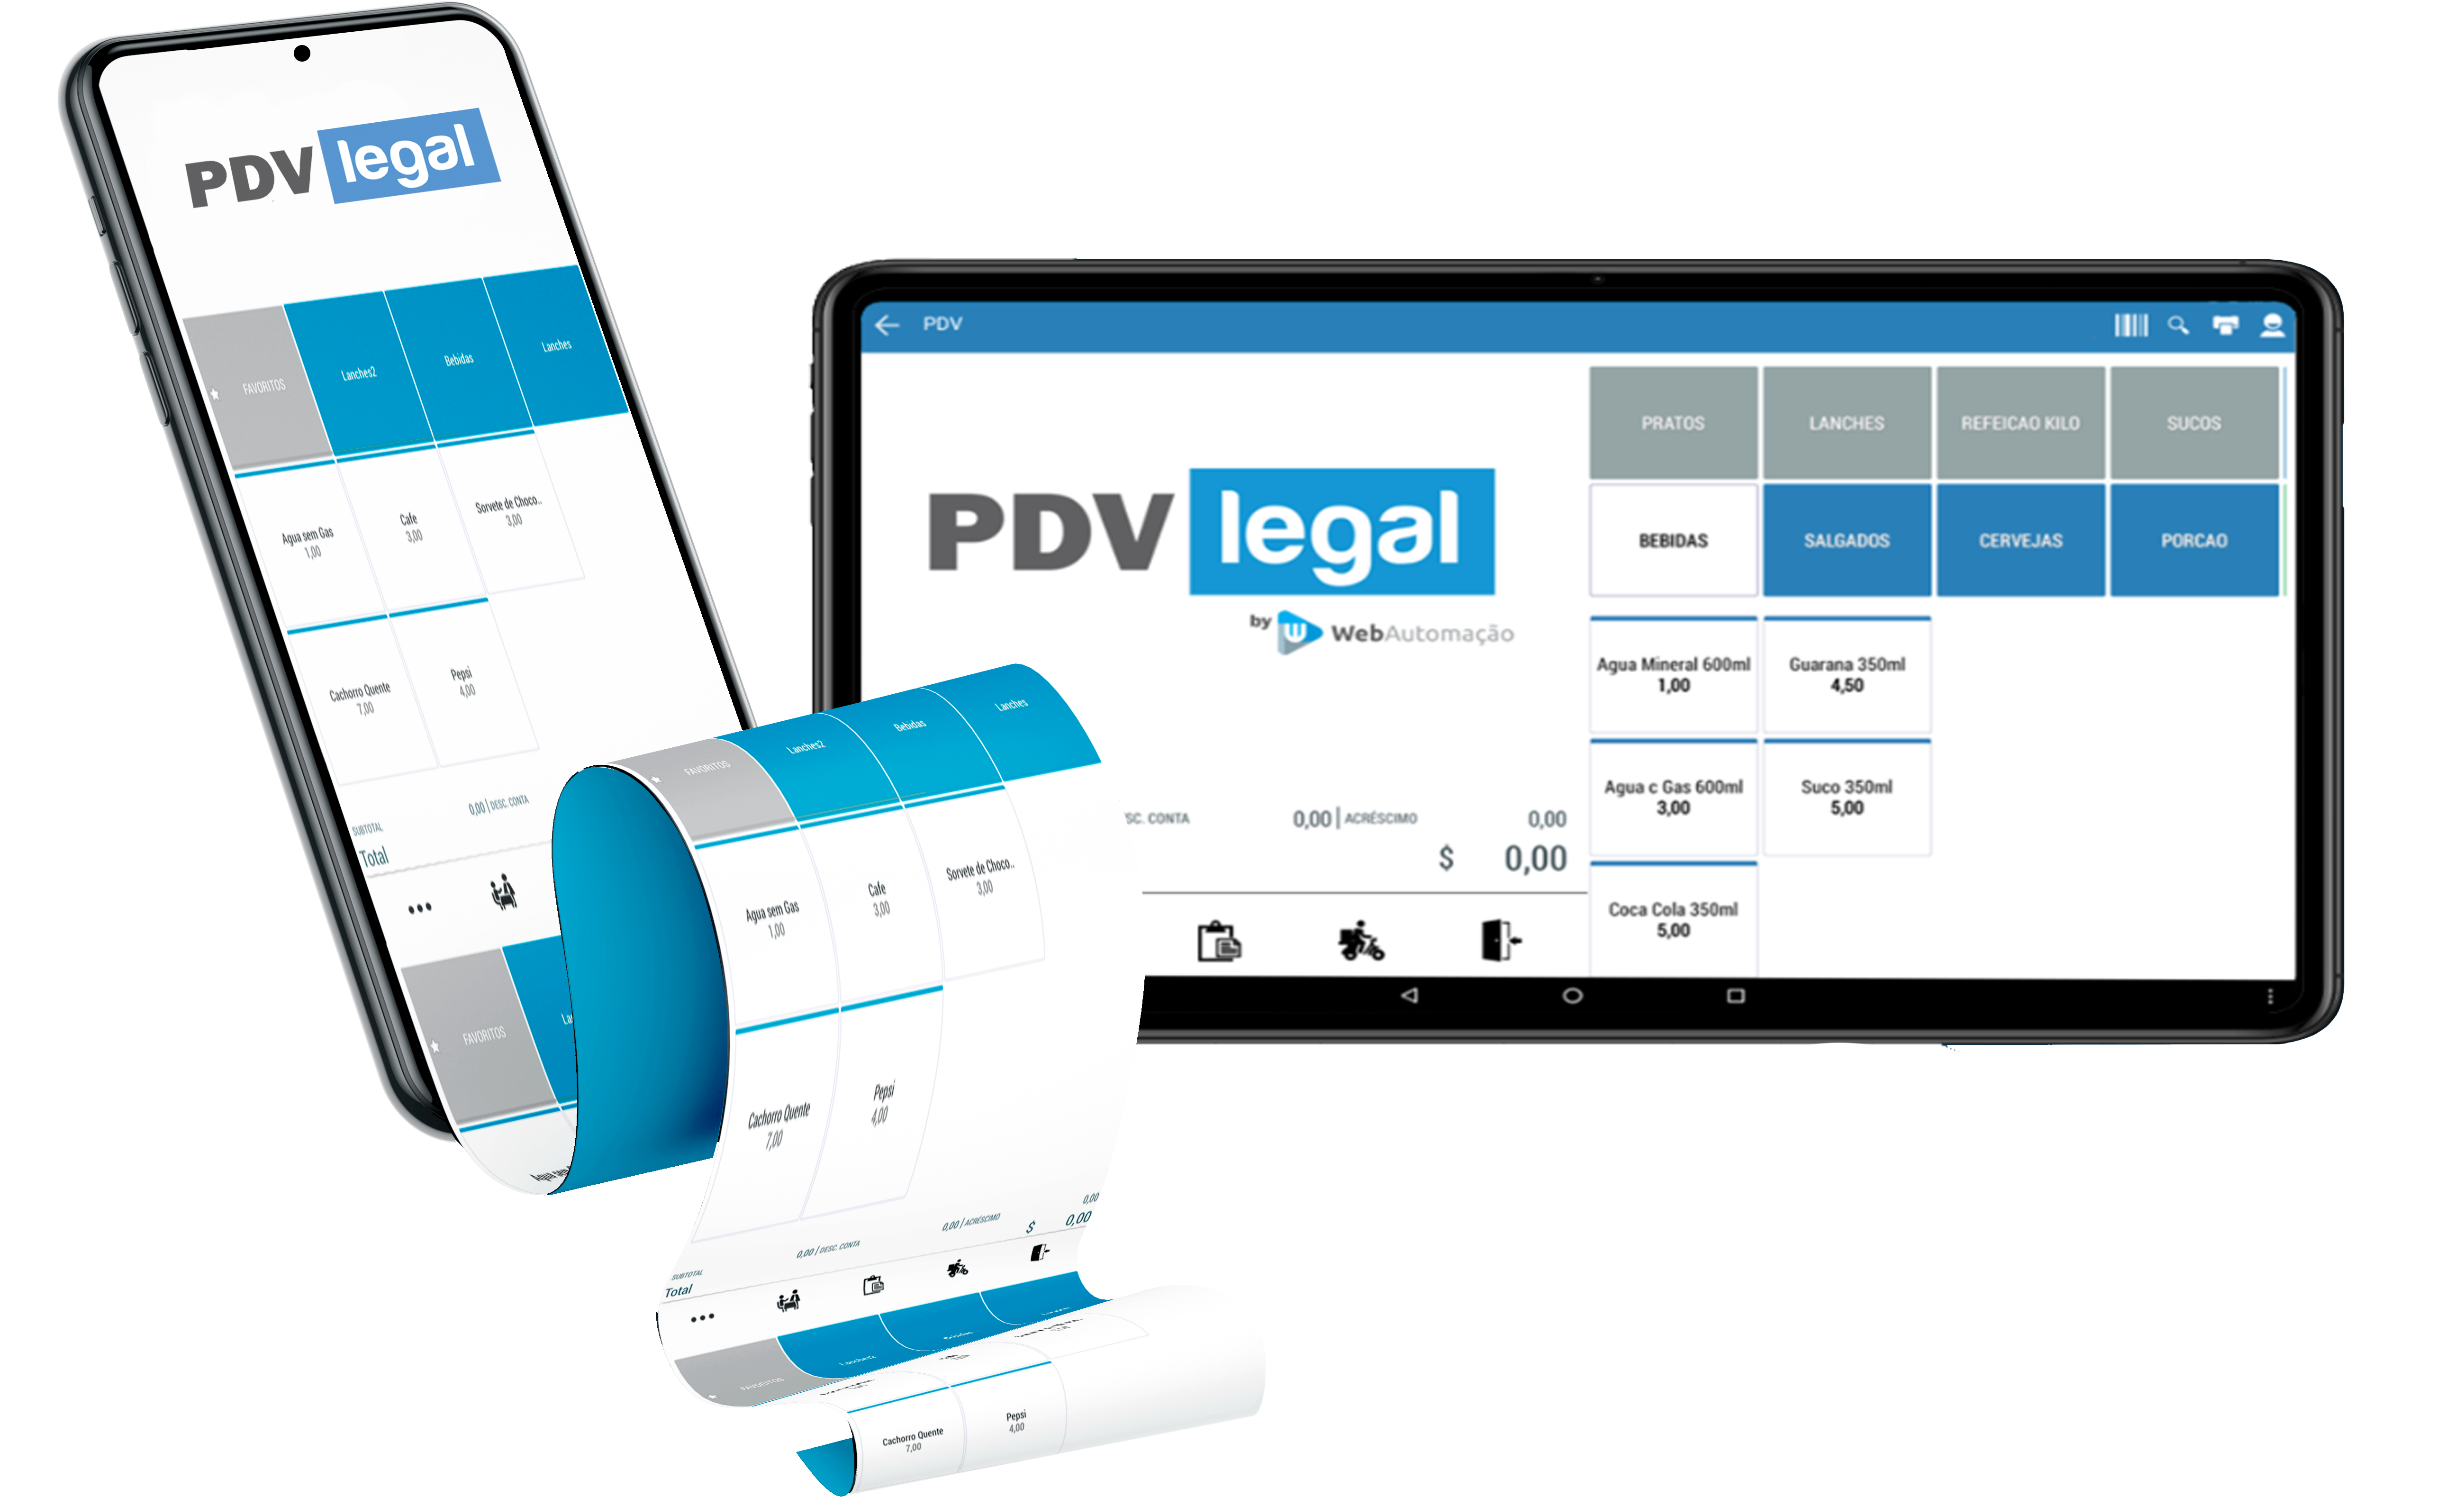 PDV legal
FAVORITOS
Lanches2
Bebidas
Lanches
Agua sem Gas
1,00
Cafe
3,00
Sorvete de Choco..
3,00
Cachorro Quente
7,00
Pepsi
4,00
SUBTOTAL
0,00 | DESC. CONTA
Total
FAVORITOS
PDV
PDV legal
by WebAutomação
SC. CONTA
0,00 | ACRÉSCIMO
0,00
$ 0,00
PRATOS
LANCHES
REFEICAO KILO
SUCOS
BEBIDAS
SALGADOS
CERVEJAS
PORCAO
Agua Mineral 600ml
1,00
Guarana 350ml
4,50
Agua c Gas 600ml
3,00
Suco 350ml
5,00
Coca Cola 350ml
5,00
FAVORITOS
Lanches2
Bebidas
Lanches
Agua sem Gas
1,00
Cafe
3,00
Sorvete de Choco..
3,00
Cachorro Quente
7,00
Pepsi
4,00
SUBTOTAL
0,00 | DESC. CONTA
0,00 | ACRÉSCIMO
0,00
Total
$ 0,00
FAVORITOS
Lanches2
Bebidas
Cachorro Quente
7,00
Pepsi
4,00